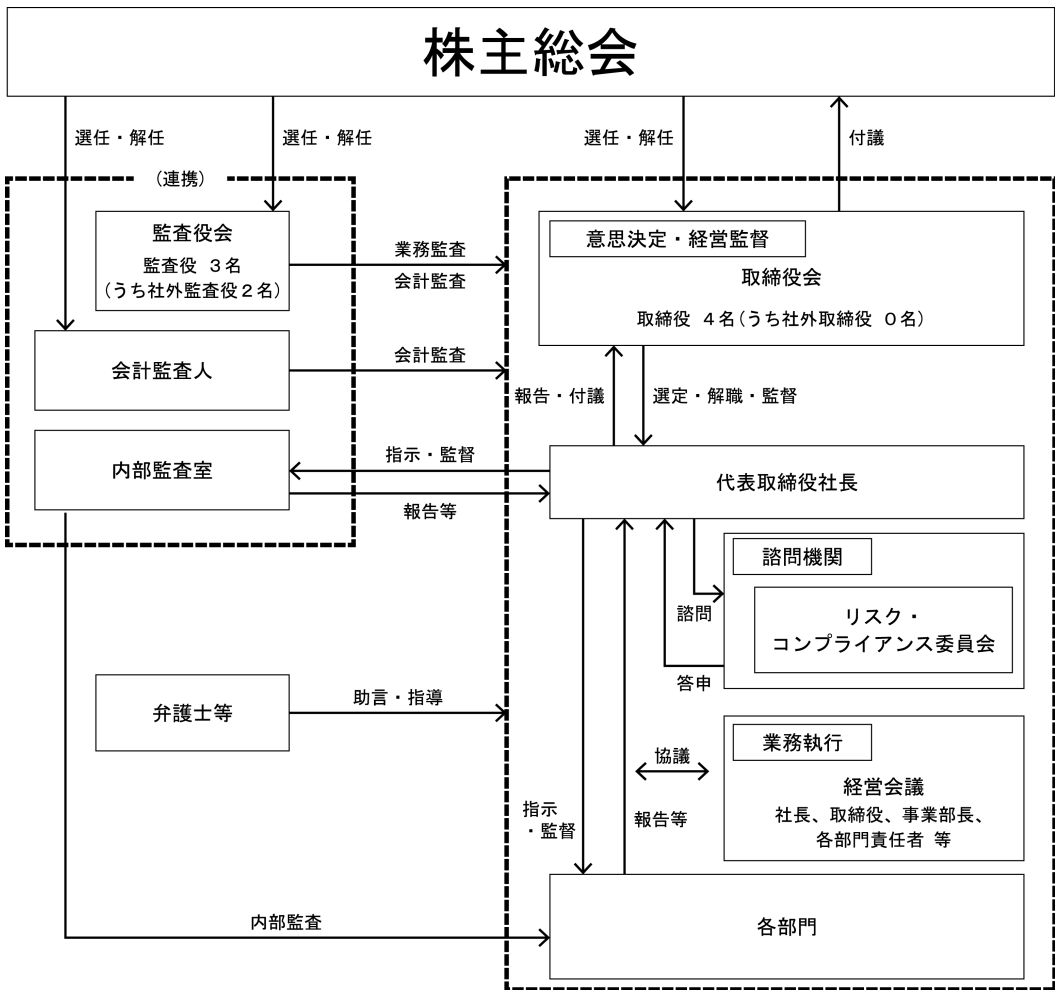 株主総会
選任・解任
選任・解任
選任・解任
付議
（連携）
監査役会
監査役 ３名
（うち社外監査役２名）
業務監査
会計監査
意思決定・経営監督
取締役会
取締役 ４名（うち社外取締役 ０名）
会計監査人
会計監査
報告・付議
選定・解職・監督
内部監査室
指示・監督
報告等
代表取締役社長
諮問機関
リスク・
コンプライアンス委員会
諮問
答申
弁護士等
助言・指導
業務執行
協議
経営会議
社長、取締役、事業部長、
各部門責任者 等
指示
・監督
報告等
内部監査
各部門